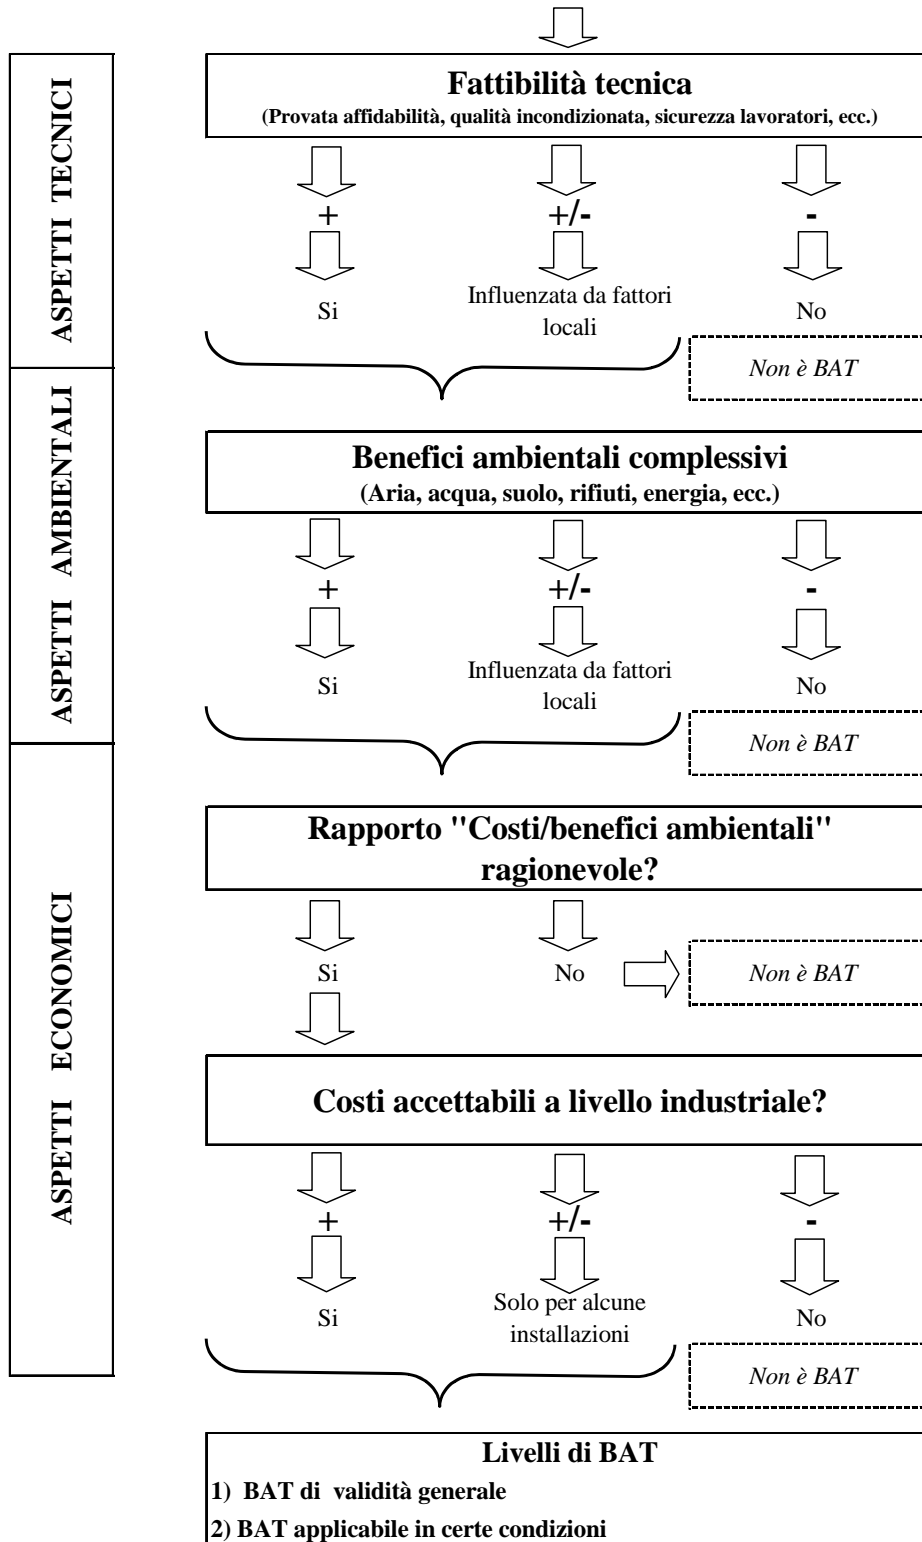 ASPETTI TECNICI
Fattibilità tecnica
(Provata affidabilità, qualità incondizionata, sicurezza lavoratori, ecc.)
+
+/-
-
Si
Influenzata da fattori
locali
No
Non è BAT
ASPETTI AMBIENTALI
Benefici ambientali complessivi
(Aria, acqua, suolo, rifiuti, energia, ecc.)
+
+/-
-
Si
Influenzata da fattori
locali
No
Non è BAT
ASPETTI ECONOMICI
Rapporto "Costi/benefici ambientali"
ragionevole?
Si
No
Non è BAT
Costi accettabili a livello industriale?
+
+/-
-
Si
Solo per alcune
installazioni
No
Non è BAT
Livelli di BAT
1) BAT di validità generale
2) BAT applicabile in certe condizioni